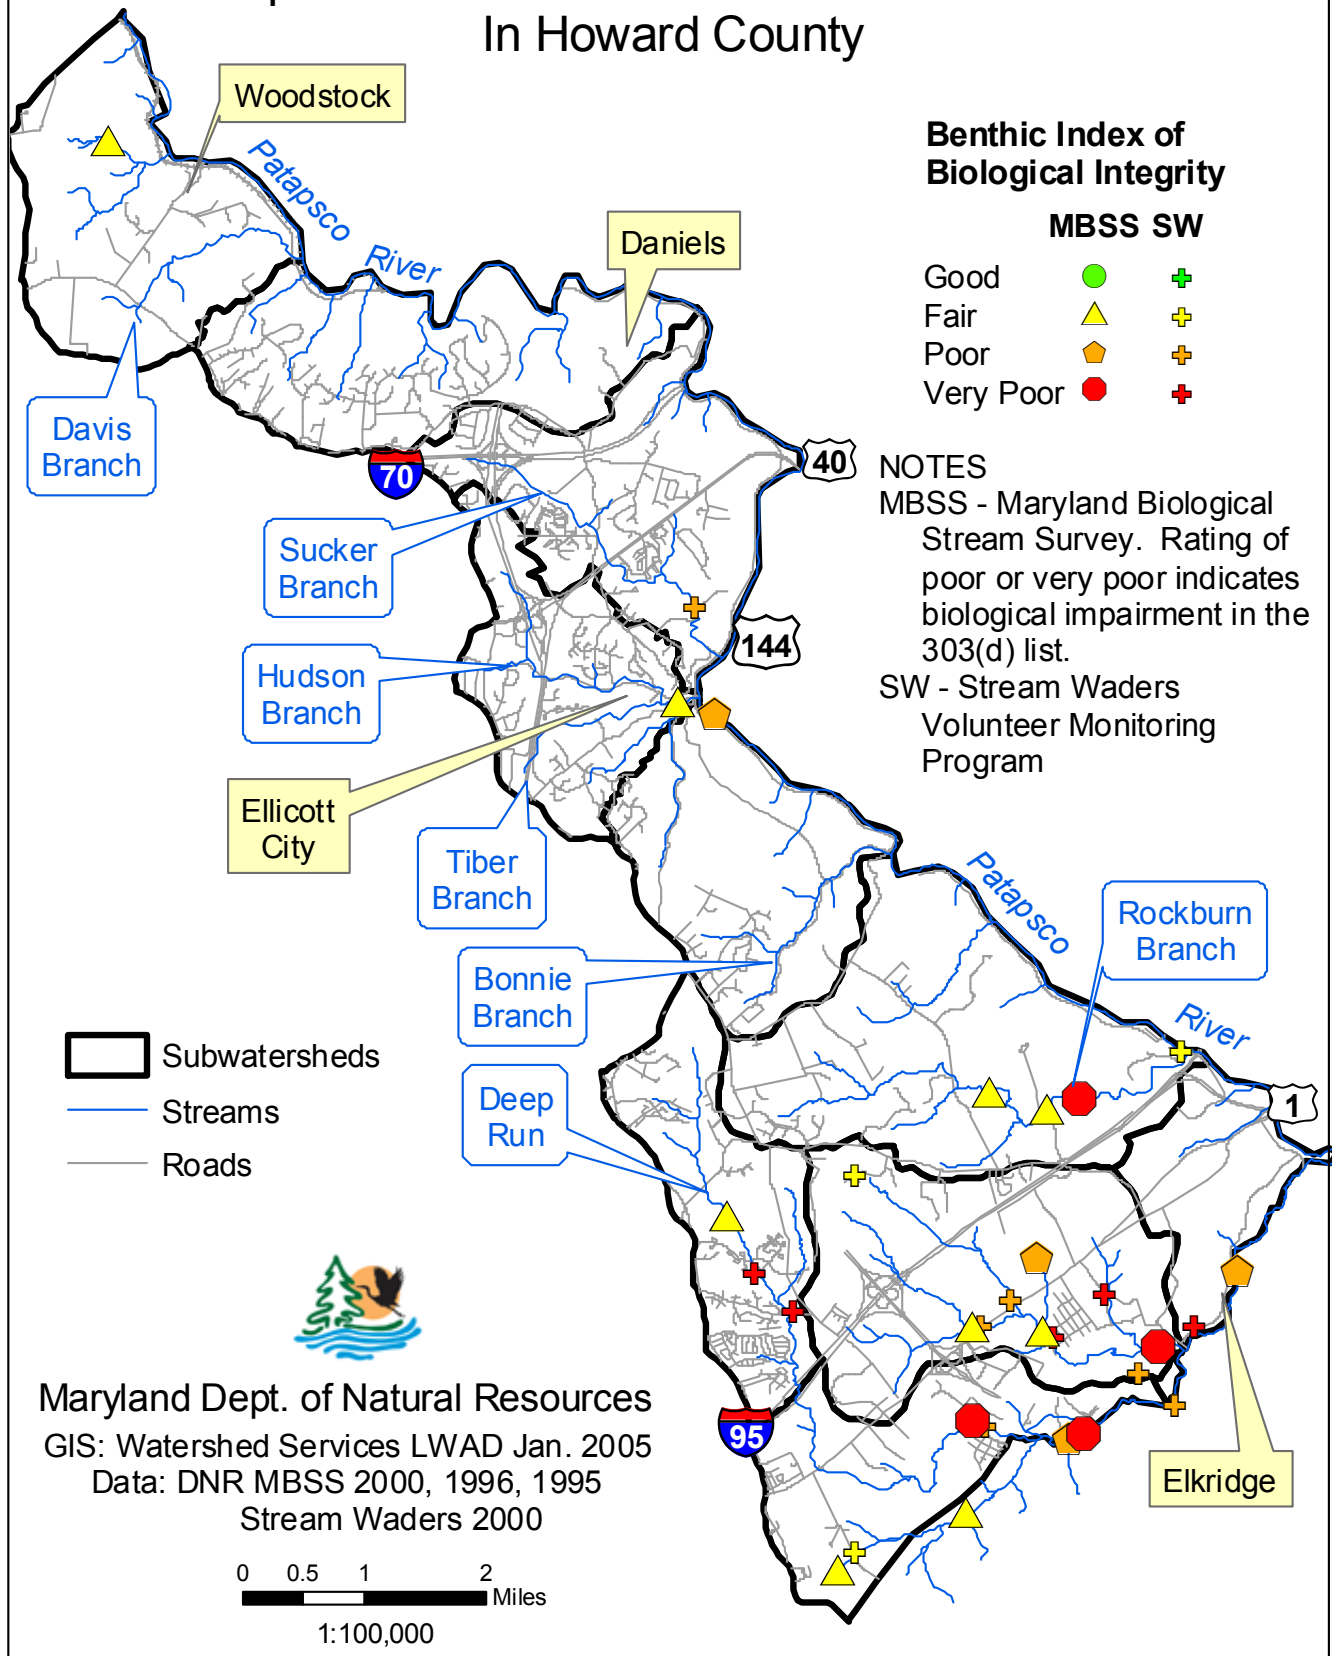 In Howard County
Woodstock
Patapsco
River
Daniels
Benthic Index of
Biological Integrity
MBSS SW
Good
Fair
Poor
Very Poor
Davis
Branch
70
40
NOTES
MBSS - Maryland Biological
Stream Survey. Rating of
poor or very poor indicates
biological impairment in the
303(d) list.
SW - Stream Waders
Volunteer Monitoring
Program
Sucker
Branch
144
Hudson
Branch
Ellicott
City
Tiber
Branch
Patapsco
River
Rockburn
Branch
Bonnie
Branch
Subwatersheds
Streams
Roads
Deep
Run
1
Maryland Dept. of Natural Resources
GIS: Watershed Services LWAD Jan. 2005
Data: DNR MBSS 2000, 1996, 1995
Stream Waders 2000
95
Elkridge
0 0.5 1 2
Miles
1:100,000